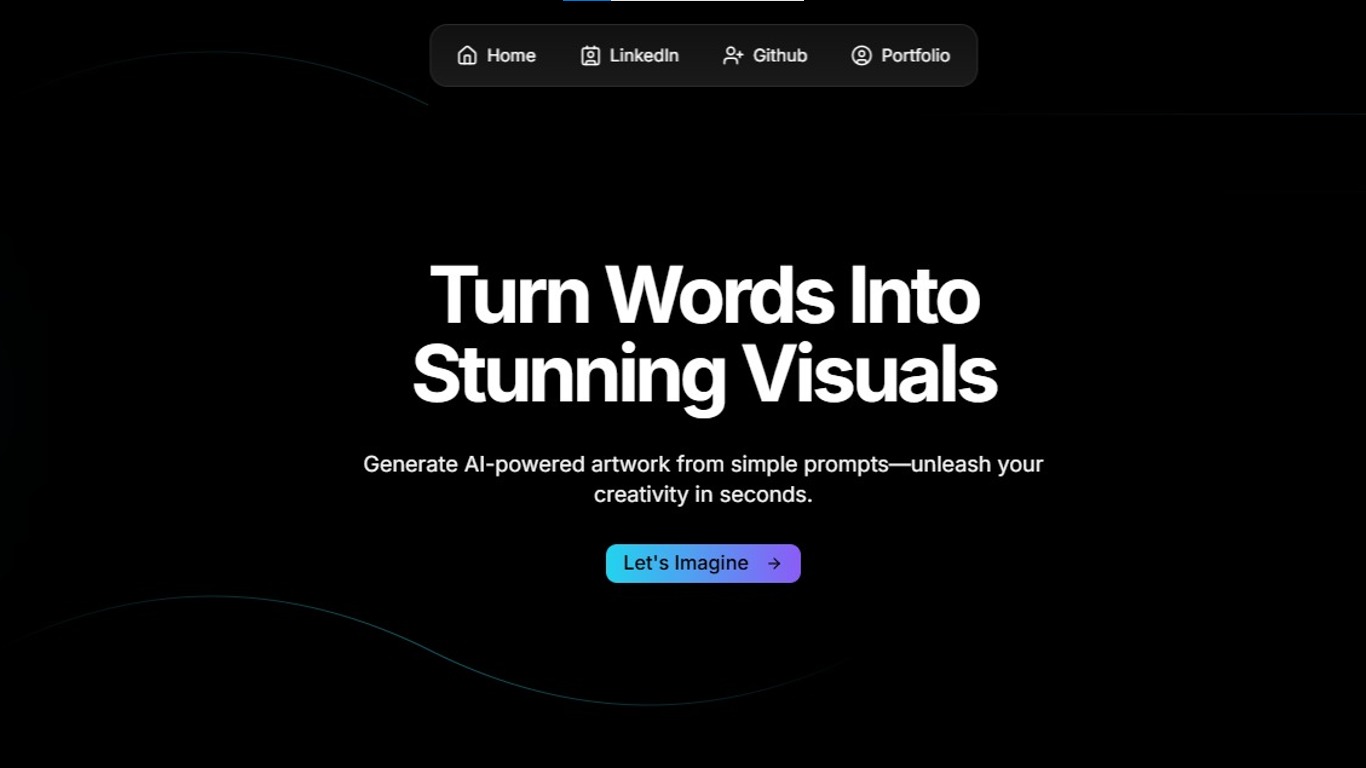 Home LinkedIn Github Portfolio
Turn Words Into
Stunning Visuals
Generate AI-powered artwork from simple prompts—unleash your
creativity in seconds.
Let's Imagine →